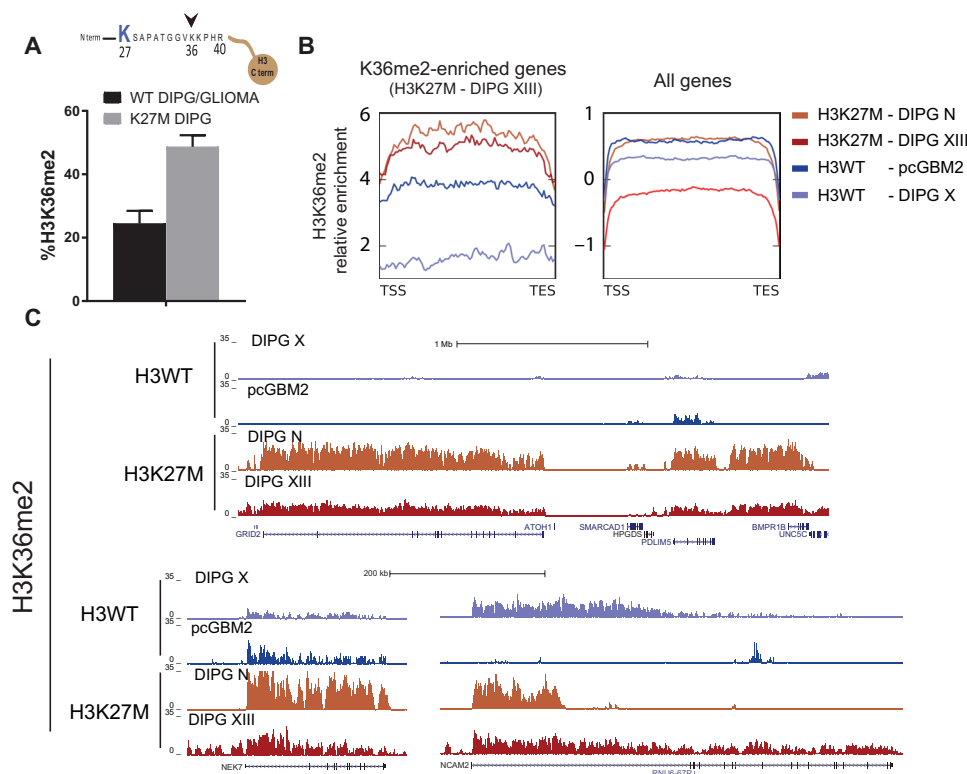 A
N term
K
SAPATGGVKKPHR
27
36
40
H3
C term
WT DIPG/GLIOMA
K27M DIPG
%H3K36me2
60
40
20
0
B
K36me2-enriched genes
(H3K27M - DIPG XIII)
All genes
H3K36me2
relative enrichment
6
4
2
TSS
TES
1
0
−1
TSS
TES
H3K27M - DIPG N
H3K27M - DIPG XIII
H3WT - pcGBM2
H3WT - DIPG X
C
H3K36me2
H3WT
H3K27M
35
DIPG X
1 Mb
0
35
pcGBM2
0
35
DIPG N
0
35
DIPG XIII
0
GRID2
ATOH1
SMARCAD1
HPGDS
PDLIM5
BMPR1B
UNC5C
H3WT
H3K27M
35
DIPG X
200 kb
0
35
pcGBM2
0
35
DIPG N
0
35
DIPG XIII
0
NEK7
NCAM2
RNU6-67P